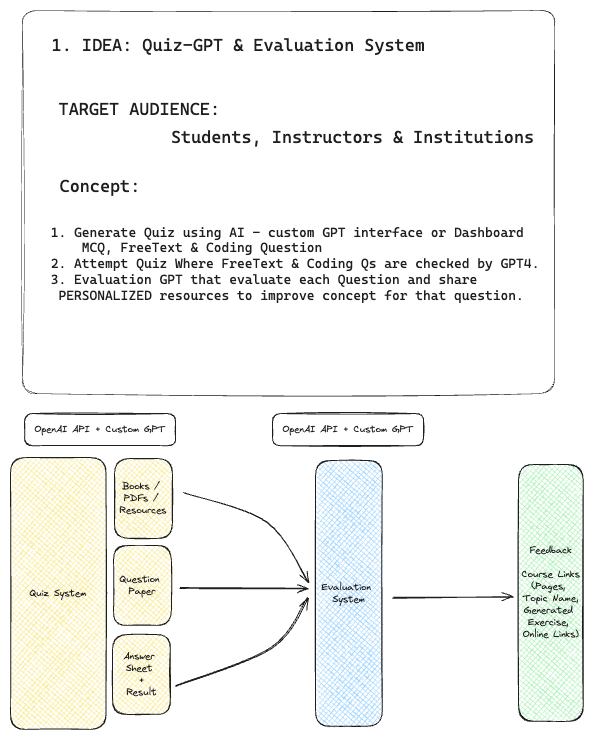 1. IDEA: Quiz-GPT & Evaluation System
TARGET AUDIENCE:
Students, Instructors & Institutions
Concept:
1. Generate Quiz using AI - custom GPT interface or Dashboard
MCQ, FreeText & Coding Question
2. Attempt Quiz Where FreeText & Coding Qs are checked by GPT4.
3. Evaluation GPT that evaluate each Question and share
PERSONALIZED resources to improve concept for that question.
OpenAI API + Custom GPT
OpenAI API + Custom GPT
Quiz System
Books /
PDFs /
Resources
Question
Paper
Answer
Sheet
+
Result
Evaluation
System
Feedback
Course Links
(Pages,
Topic Name,
Generated
Exercise,
Online Links)